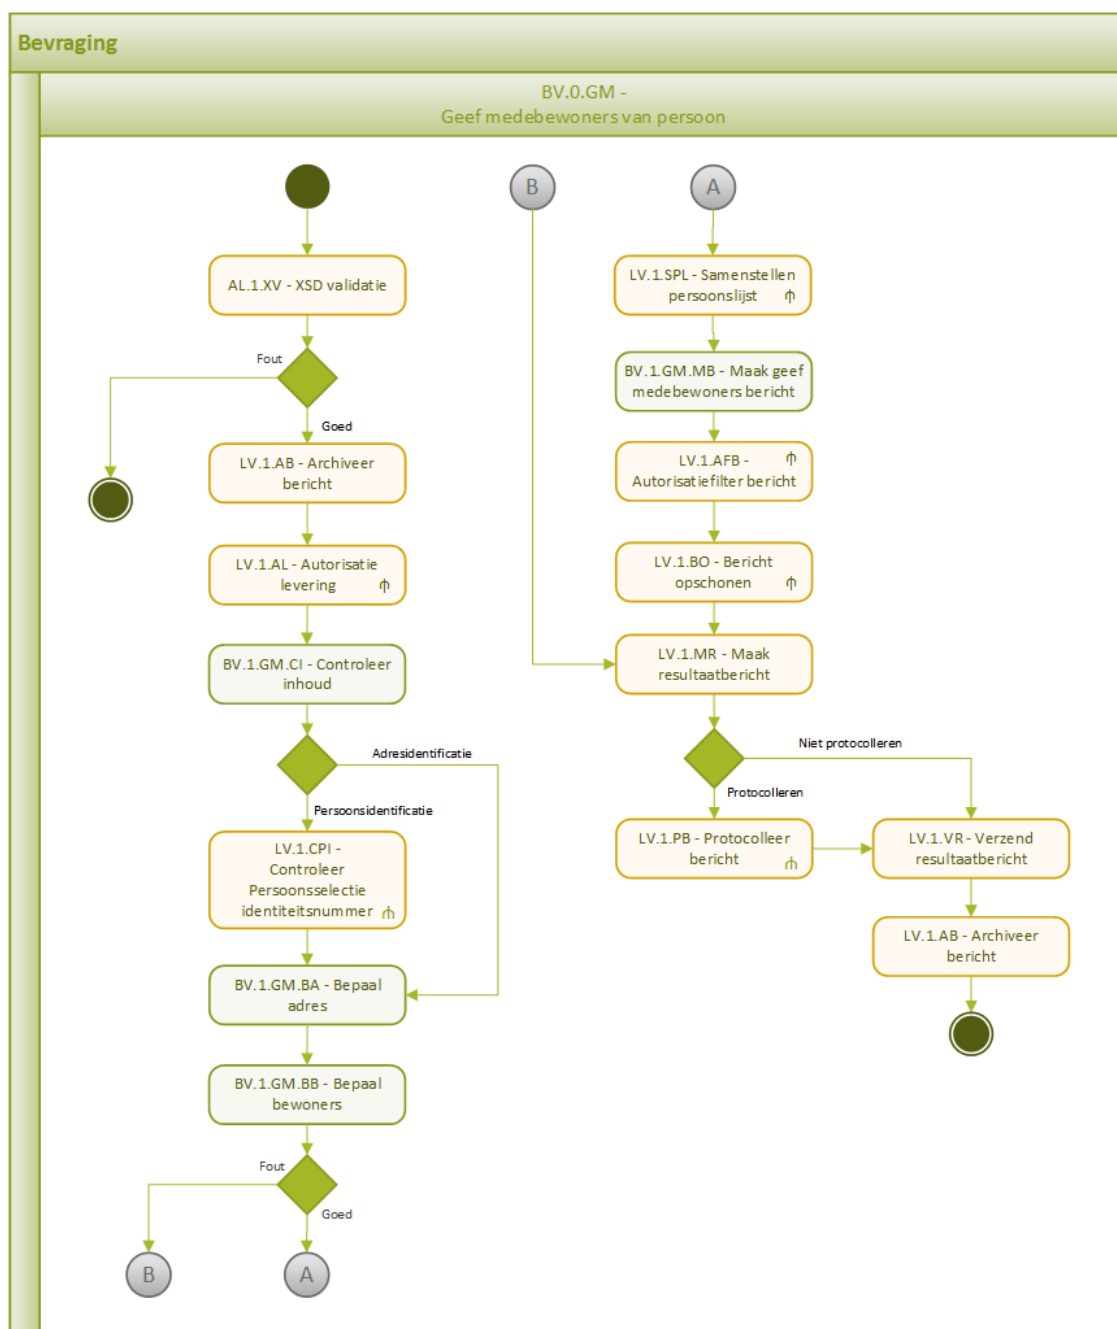 Bevraging
BV.0.GM -
Geef medebewoners van persoon
AL.1.XV - XSD validatie
Fout
Goed
LV.1.AB - Archiveer
bericht
LV.1.AL - Autorisatie
levering
BV.1.GM.CI - Controleer
inhoud
Adresidentificatie
Persoonsidentificatie
LV.1.CPI -
Controleer
Persoonsselectie
identiteitsnummer
BV.1.GM.BA - Bepaal
adres
BV.1.GM.BB - Bepaal
bewoners
Fout
Goed
B
A
B
A
LV.1.SPL - Samenstellen
persoonslijst
BV.1.GM.MB - Maak geef
medebewoners bericht
LV.1.AFB -
Autorisatiefilter bericht
LV.1.BO - Bericht
opschonen
LV.1.MR - Maak
resultaatbericht
Niet protocolleren
Protocolleren
LV.1.PB - Protocolleer
bericht
LV.1.VR - Verzend
resultaatbericht
LV.1.AB - Archiveer
bericht